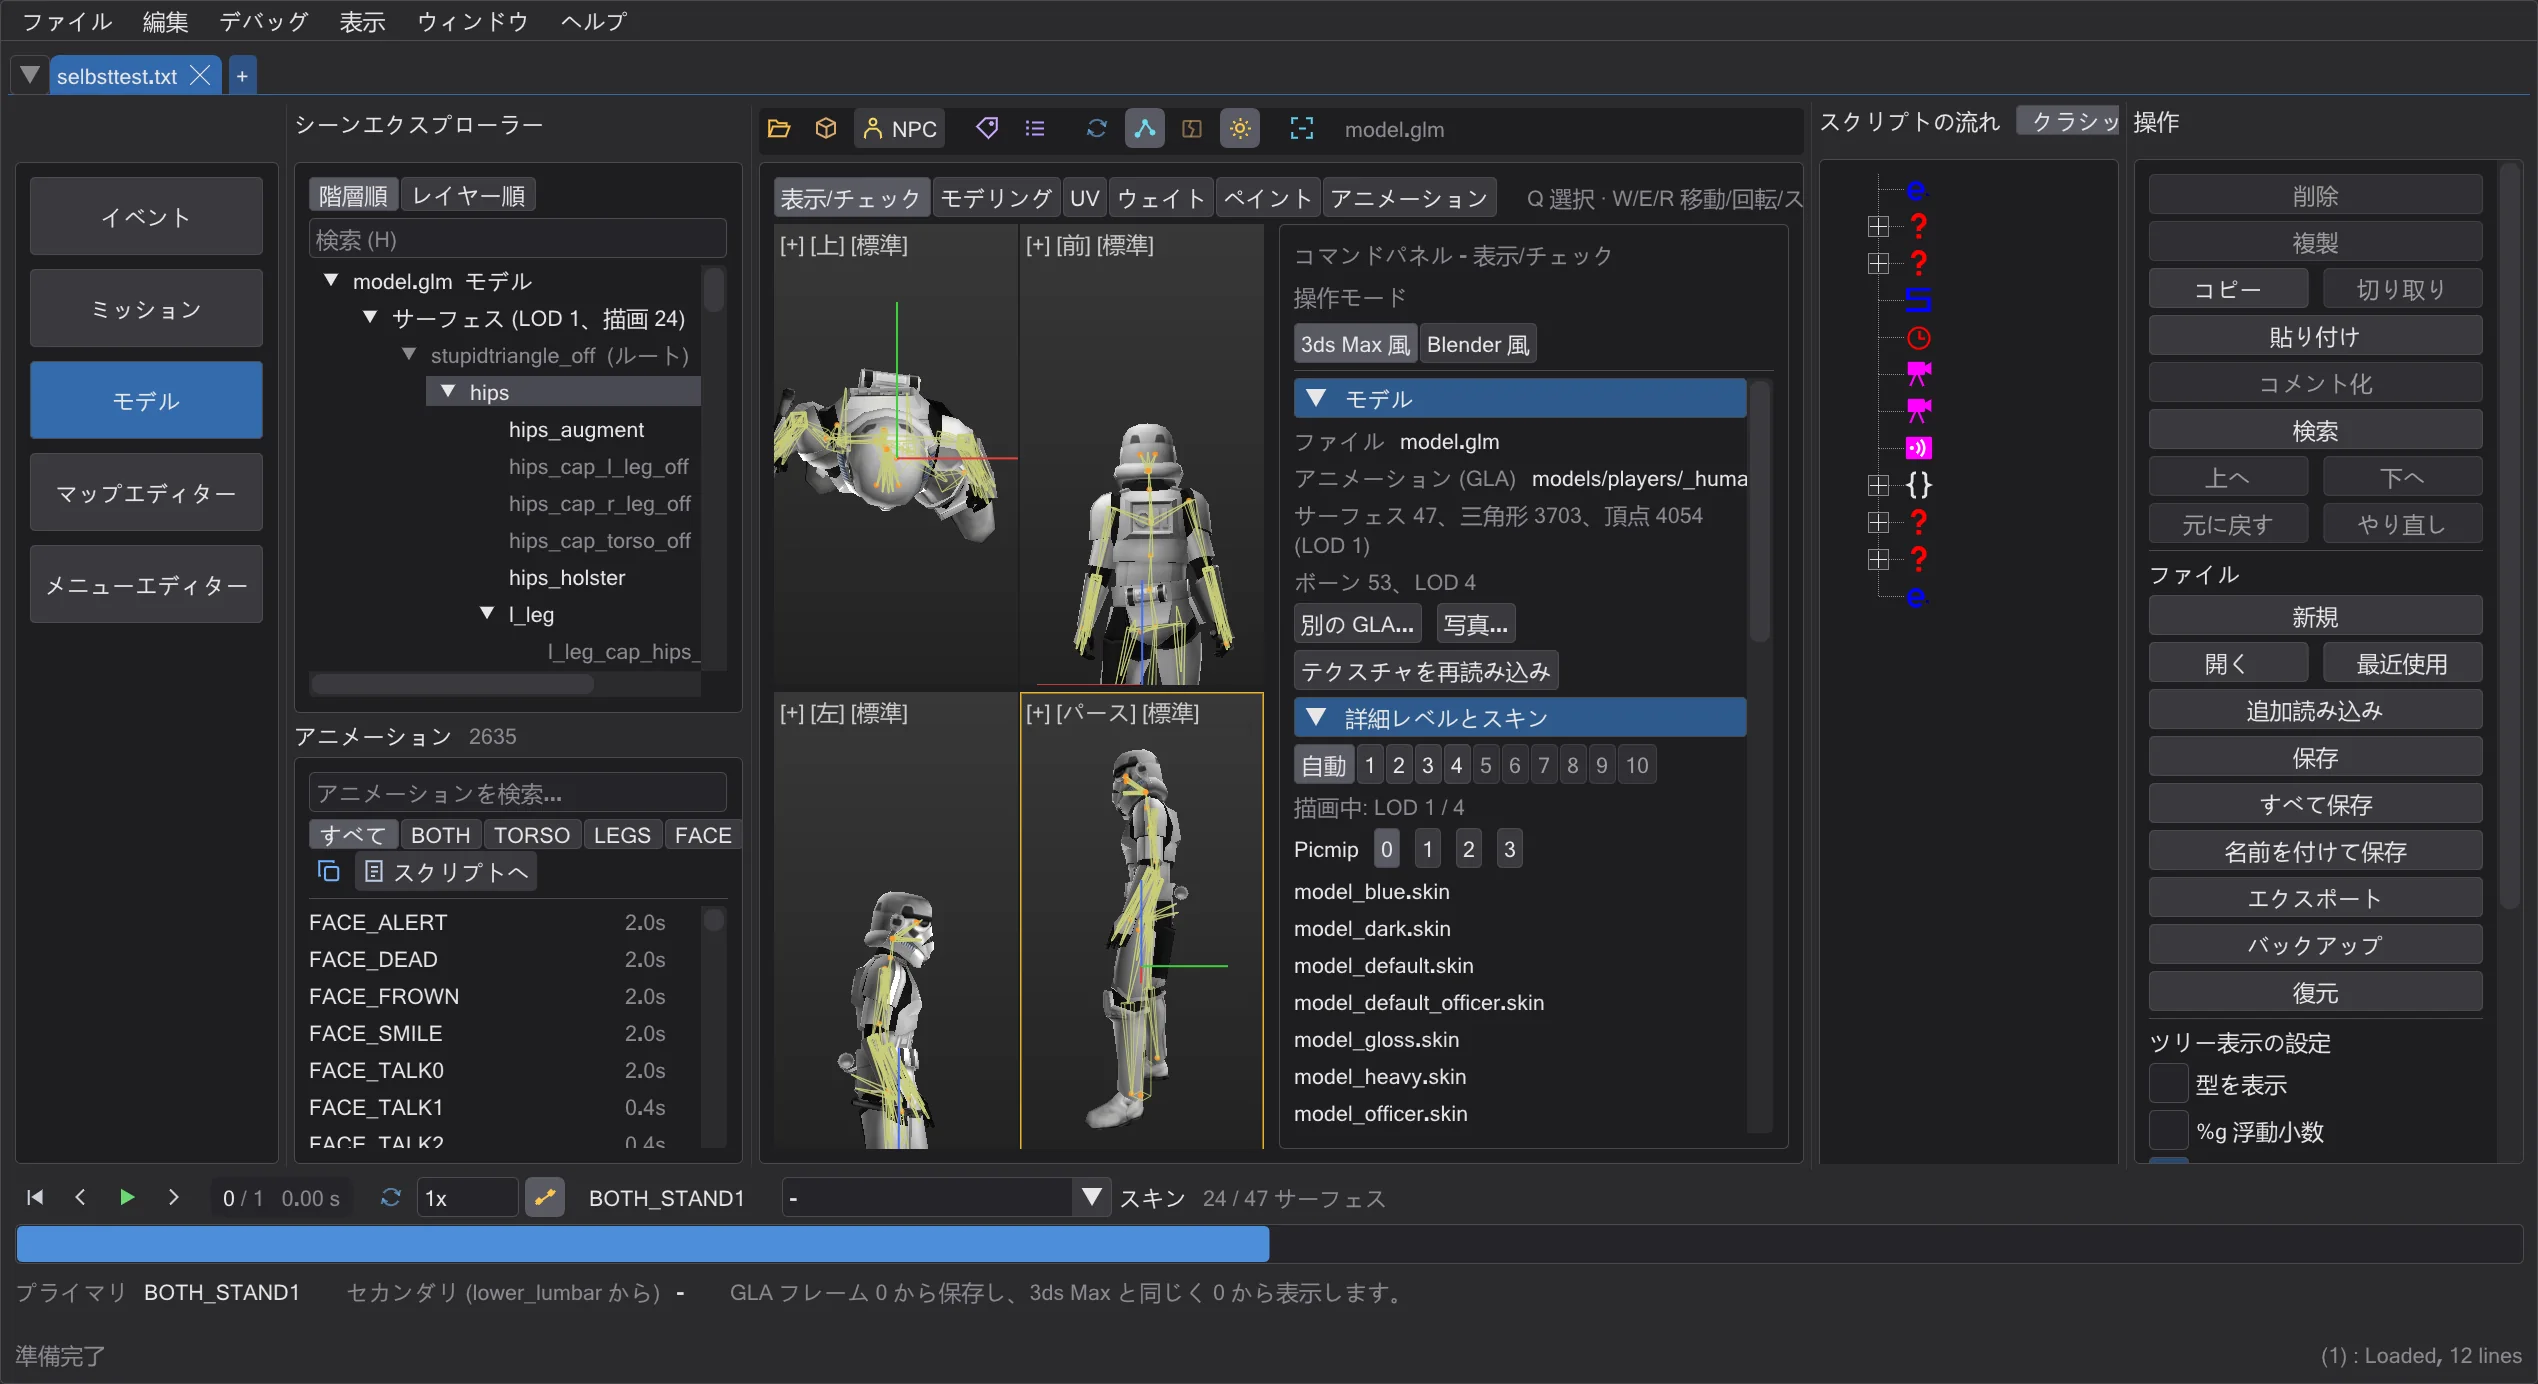 ファイル 編集 デバッグ 表示 ウィンドウ ヘルプ
selbsttest.txt +
シーンエクスプローラー
イベント
ミッション
モデル
マップエディター
メニューエディター
階層順 レイヤー順
検索 (H)
model.glm モデル
サーフェス (LOD 1、描画 24)
stupidtriangle_off (ルート)
hips
hips_augment
hips_cap_l_leg_off
hips_cap_r_leg_off
hips_cap_torso_off
hips_holster
l_leg
l_leg_cap_hips_
アニメーション 2635
アニメーションを検索...
すべて BOTH TORSO LEGS FACE
スクリプトへ
FACE_ALERT 2.0s
FACE_DEAD 2.0s
FACE_FROWN 2.0s
FACE_SMILE 2.0s
FACE_TALK0 2.0s
FACE_TALK1 0.4s
FACE_TALK2 0.4s
NPC model.glm
表示/チェック モデリング UV ウェイト ペイント アニメーション Q 選択 · W/E/R 移動/回転/ス
[+] [上] [標準] [+] [前] [標準]
[+] [左] [標準] [+] [パース] [標準]
コマンドパネル - 表示/チェック
操作モード
3ds Max 風 Blender 風
モデル
ファイル model.glm
アニメーション (GLA) models/players/_huma
サーフェス 47、三角形 3703、頂点 4054
(LOD 1)
ボーン 53、LOD 4
別の GLA... 写真...
テクスチャを再読み込み
詳細レベルとスキン
自動 1 2 3 4 5 6 7 8 9 10
描画中: LOD 1 / 4
Picmip 0 1 2 3
model_blue.skin
model_dark.skin
model_default.skin
model_default_officer.skin
model_gloss.skin
model_heavy.skin
model_officer.skin
スクリプトの流れ クラシッ
操作
削除
複製
コピー 切り取り
貼り付け
コメント化
検索
上へ 下へ
元に戻す やり直し
ファイル
新規
開く 最近使用
追加読み込み
保存
すべて保存
名前を付けて保存
エクスポート
バックアップ
復元
ツリー表示の設定
型を表示
%g 浮動小数
0 / 1 0.00 s 1x BOTH_STAND1 - スキン 24 / 47 サーフェス
プライマリ BOTH_STAND1 セカンダリ (lower_lumbar から) - GLA フレーム 0 から保存し、3ds Max と同じく 0 から表示します。
準備完了 (1) : Loaded, 12 lines